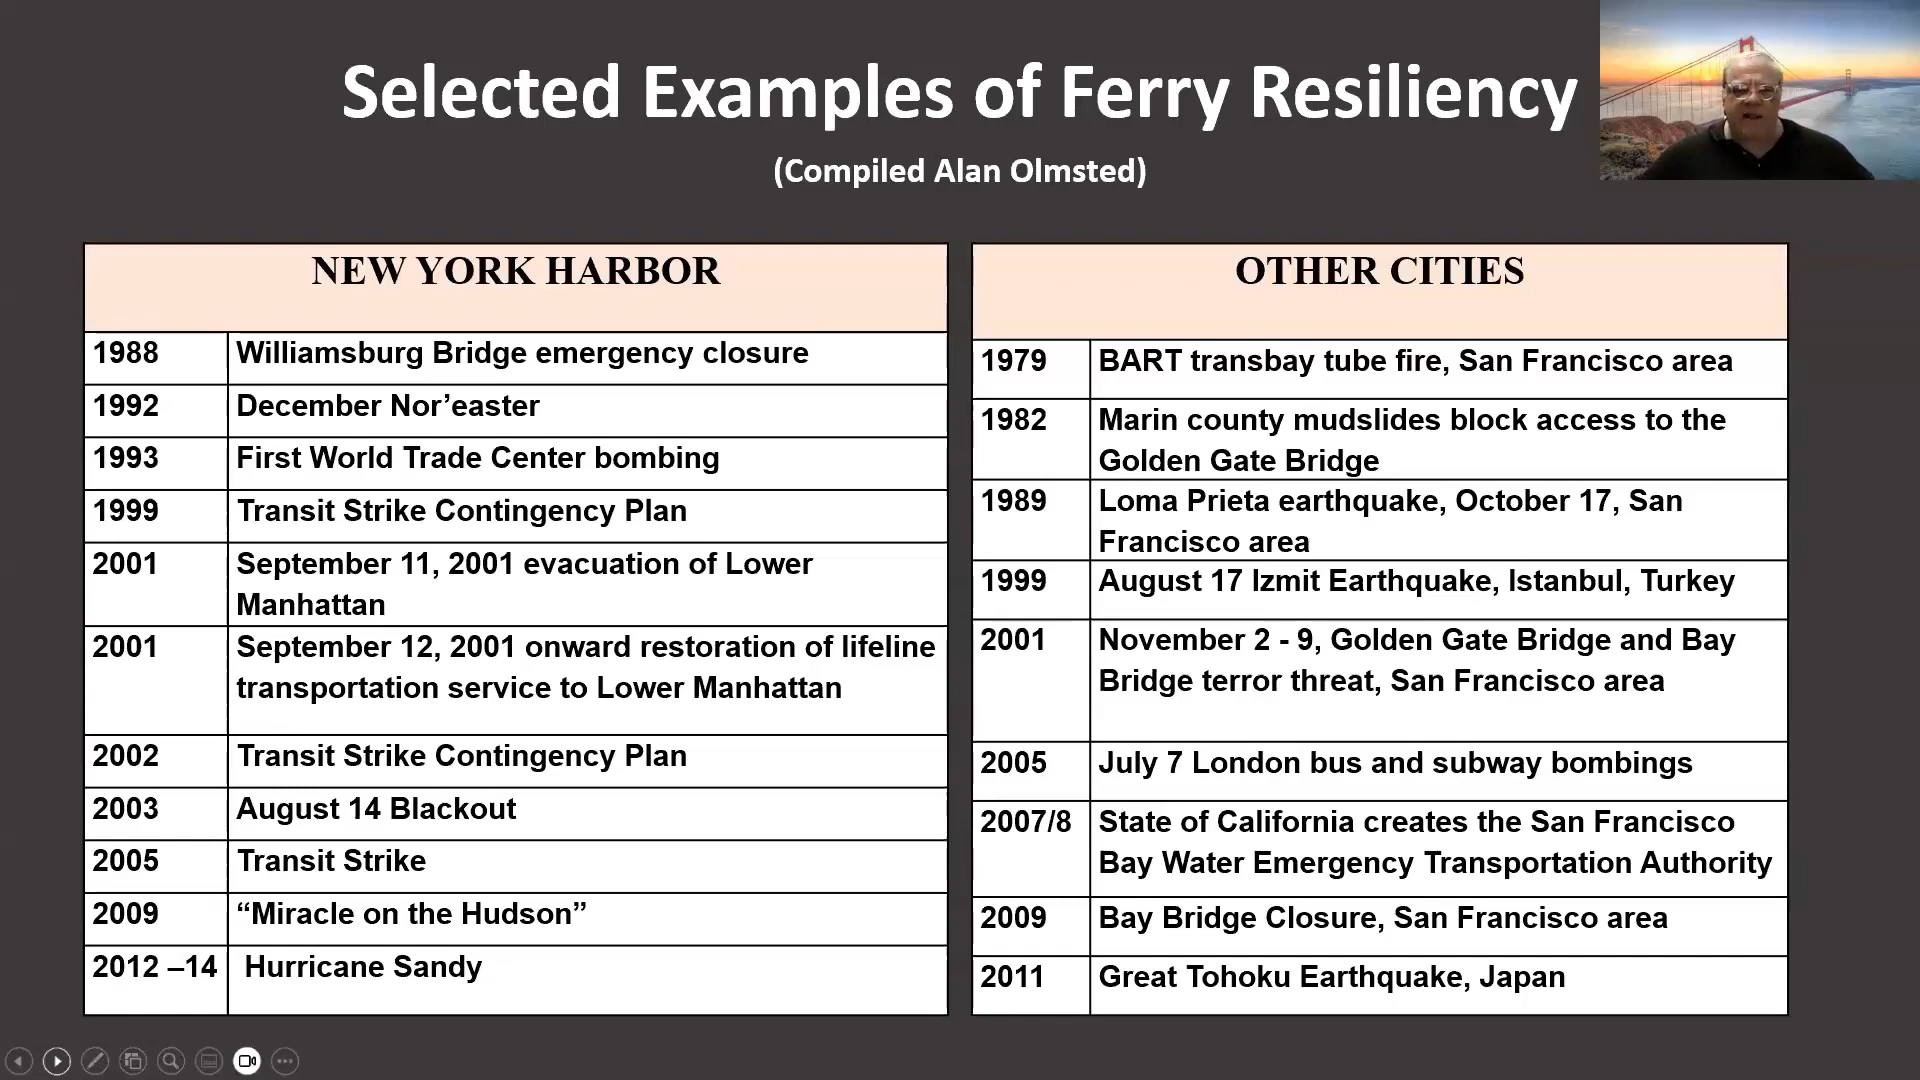 Selected Examples of Ferry Resiliency
(Compiled Alan Olmsted)
NEW YORK HARBOR
1988 Williamsburg Bridge emergency closure
1992 December Nor’easter
1993 First World Trade Center bombing
1999 Transit Strike Contingency Plan
2001 September 11, 2001 evacuation of Lower
Manhattan
2001 September 12, 2001 onward restoration of lifeline
transportation service to Lower Manhattan
2002 Transit Strike Contingency Plan
2003 August 14 Blackout
2005 Transit Strike
2009 “Miracle on the Hudson”
2012 –14 Hurricane Sandy
OTHER CITIES
1979 BART transbay tube fire, San Francisco area
1982 Marin county mudslides block access to the
Golden Gate Bridge
1989 Loma Prieta earthquake, October 17, San
Francisco area
1999 August 17 Izmit Earthquake, Istanbul, Turkey
2001 November 2 - 9, Golden Gate Bridge and Bay
Bridge terror threat, San Francisco area
2005 July 7 London bus and subway bombings
2007/8 State of California creates the San Francisco
Bay Water Emergency Transportation Authority
2009 Bay Bridge Closure, San Francisco area
2011 Great Tohoku Earthquake, Japan